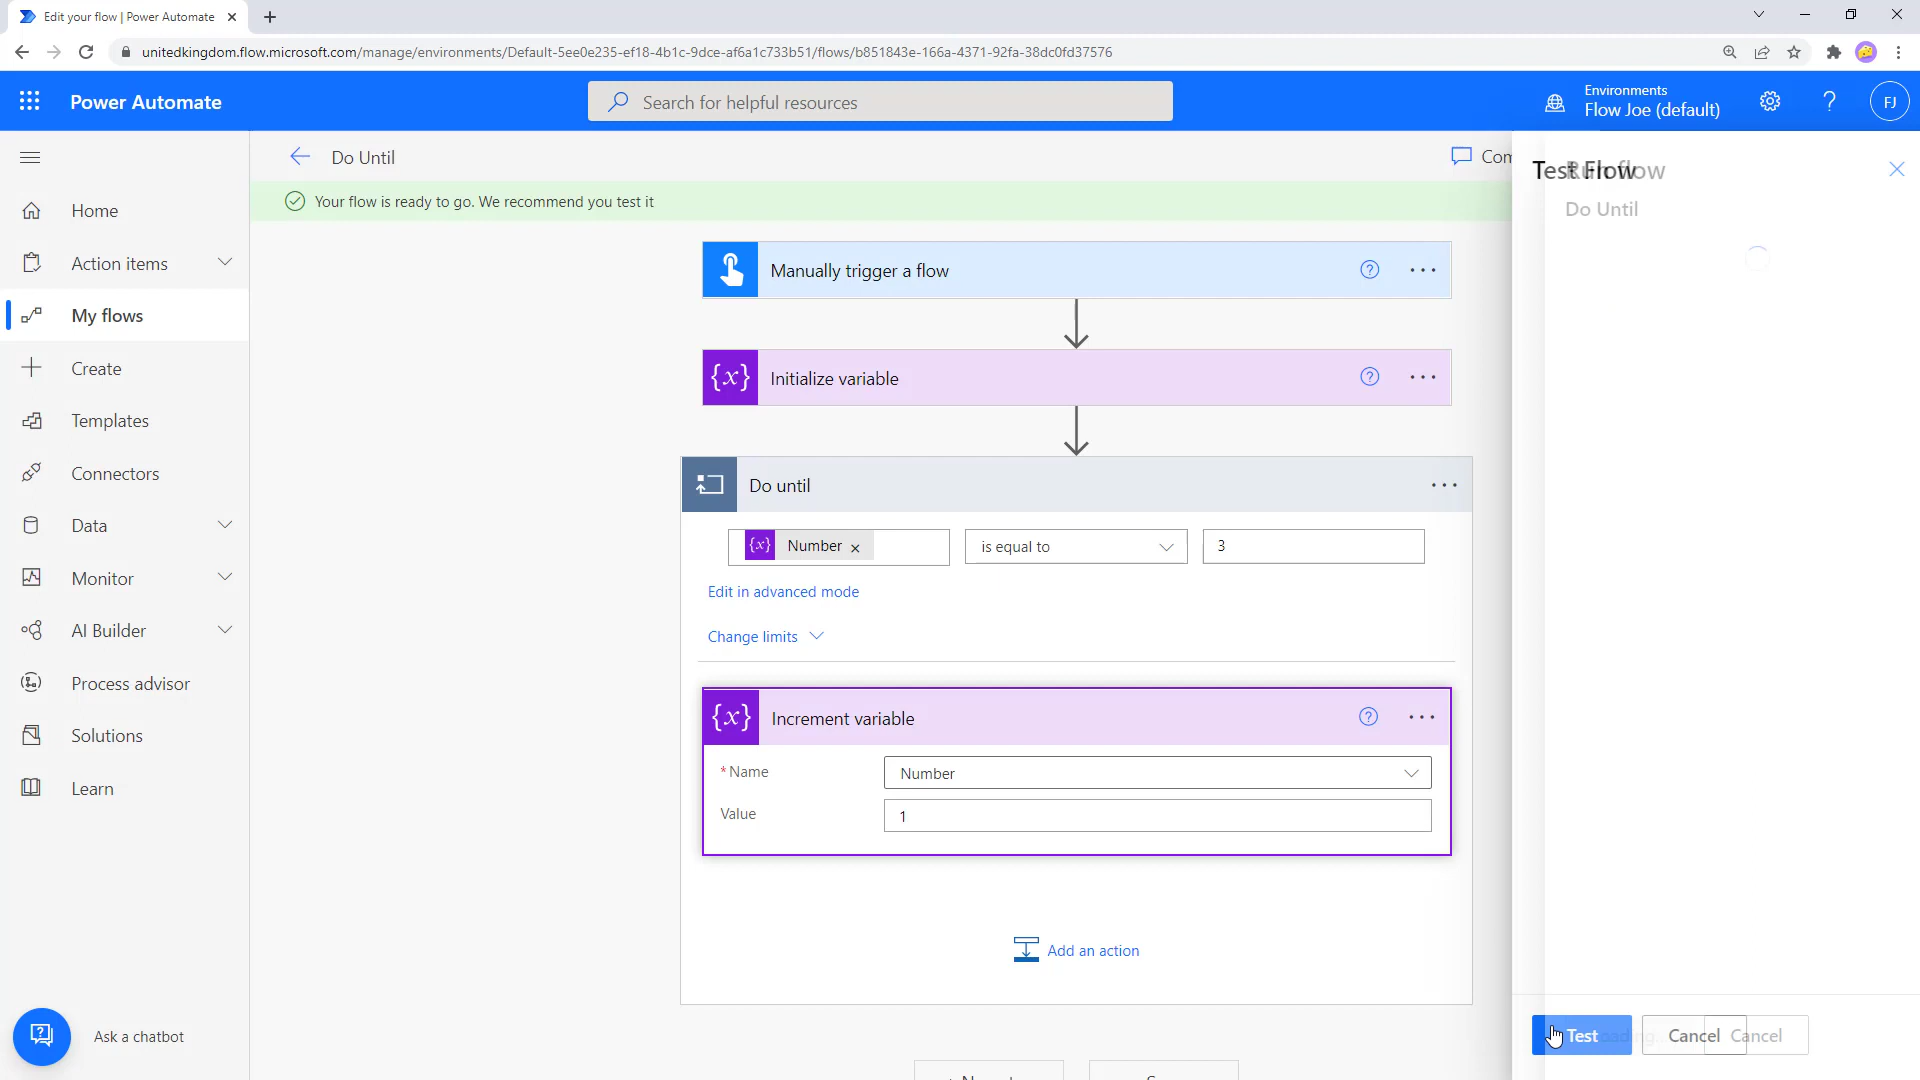 Edit your flow | Power Automate
unitedkingdom.flow.microsoft.com/manage/environments/Default-5ee0e235-ef18-4b1c-9dce-af6a1c733b51/flows/b851843e-166a-4371-92fa-38dc0fd37576
Power Automate
Search for helpful resources
Environments
Flow Joe (default)
FJ
Home
Action items
My flows
Create
Templates
Connectors
Data
Monitor
AI Builder
Process advisor
Solutions
Learn
Ask a chatbot
Do Until
Com
Your flow is ready to go. We recommend you test it
Manually trigger a flow
{x} Initialize variable
Do until
{x} Number × is equal to 3
Edit in advanced mode
Change limits
{x} Increment variable
* Name Number
Value 1
Add an action
Test Flow
Run flow
Do Until
Test
Cancel
Cancel